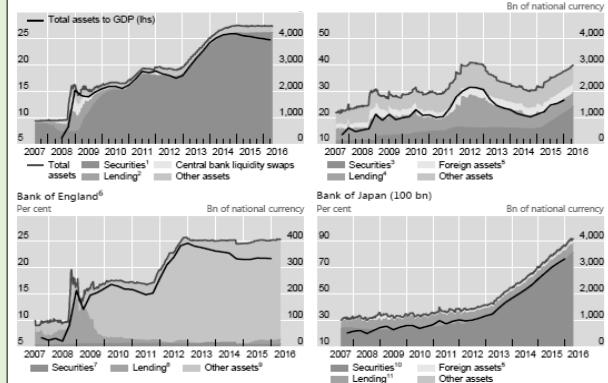 Bn of national currency
Total assets to GDP (lhs)
25 4,000
20 3,000
15 2,000
10 1,000
5 0
2007 2008 2009 2010 2011 2012 2013 2014 2015 2016
50 4,000
40 3,000
30 2,000
20 1,000
10 0
2007 2008 2009 2010 2011 2012 2013 2014 2015 2016
Total assets
Securities¹
Lending²
Central bank liquidity swaps
Other assets
Securities³
Lending⁴
Foreign assets⁵
Other assets
Bank of England⁶
Per cent Bn of national currency
25 400
20 300
15 200
10 100
5 0
2007 2008 2009 2010 2011 2012 2013 2014 2015 2016
Securities⁷ Lending⁸ Other assets⁹
Bank of Japan (100 bn)
Per cent Bn of national currency
90 4,000
70 3,000
50 2,000
30 1,000
10 0
2007 2008 2009 2010 2011 2012 2013 2014 2015 2016
Securities¹⁰
Lending¹¹
Foreign assets⁵
Other assets